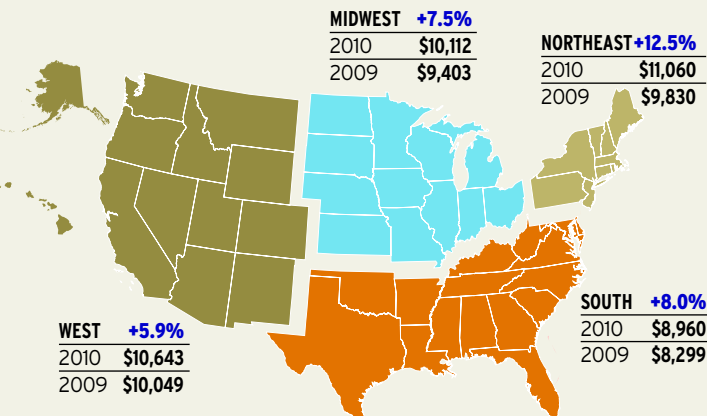 MIDWEST +7.5%
2010 $10,112
2009 $9,403
NORTHEAST +12.5%
2010 $11,060
2009 $9,830
WEST +5.9%
2010 $10,643
2009 $10,049
SOUTH +8.0%
2010 $8,960
2009 $8,299